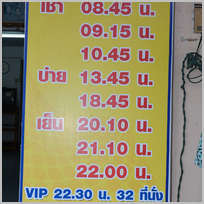 เช้า 08.45 น.
09.15 น.
10.45 น.
บ่าย 13.45 น.
18.45 น.
เย็น 20.10 น.
21.10 น.
22.00 น.
VIP 22.30 น. 32 ที่นั่ง